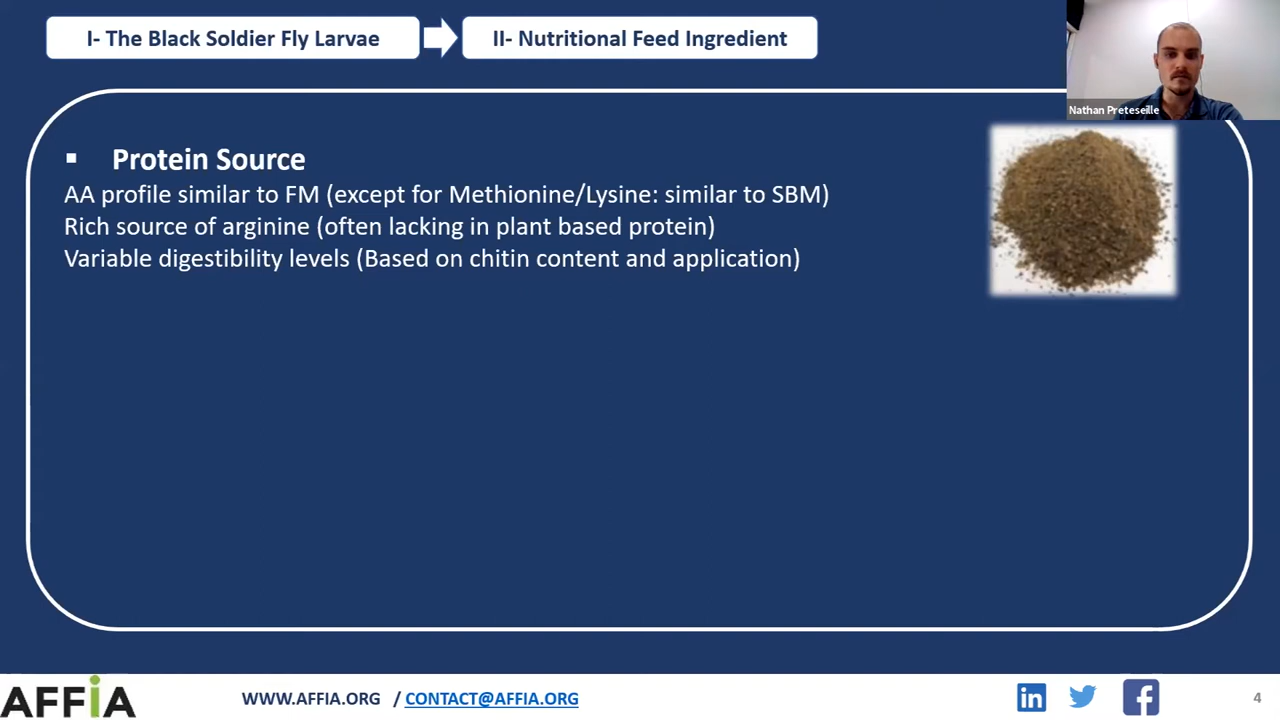 I- The Black Soldier Fly Larvae
II- Nutritional Feed Ingredient
Nathan Preteseille
▪ Protein Source
AA profile similar to FM (except for Methionine/Lysine: similar to SBM)
Rich source of arginine (often lacking in plant based protein)
Variable digestibility levels (Based on chitin content and application)
AFFiA
WWW.AFFIA.ORG / CONTACT@AFFIA.ORG
in
f
4